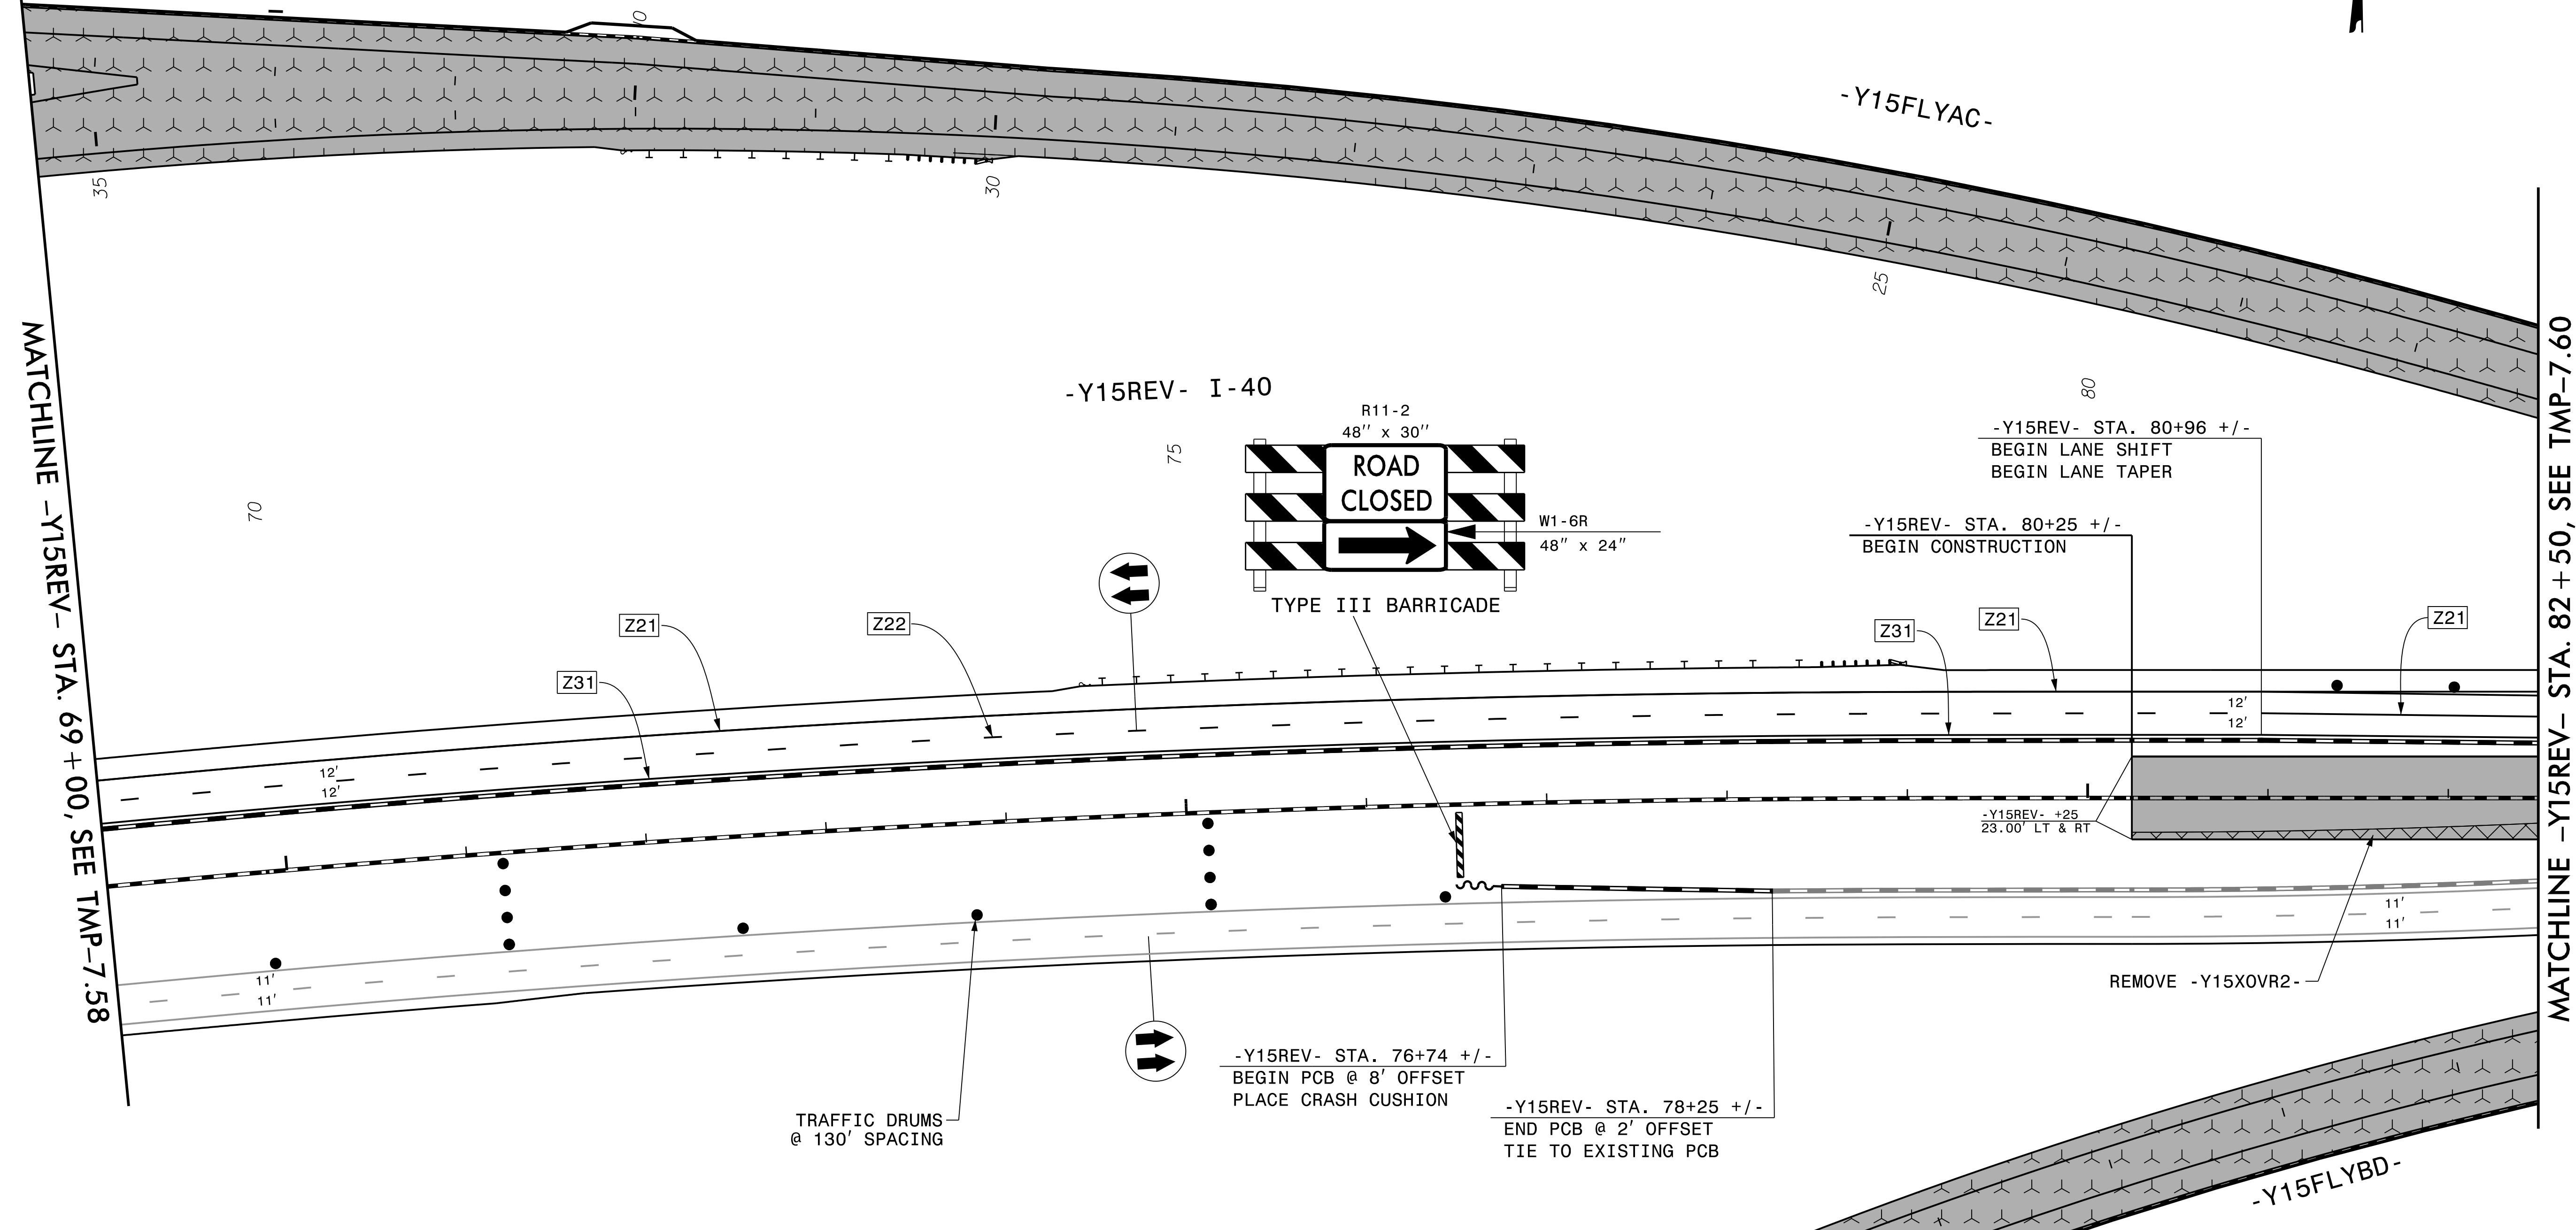 10
-Y15FLYAC-
35
30
25
80
-Y15REV- I-40
R11-2
48" x 30"
75
ROAD
CLOSED
W1-6R
48" x 24"
TYPE III BARRICADE
-Y15REV- STA. 80+96 +/-
BEGIN LANE SHIFT
BEGIN LANE TAPER
-Y15REV- STA. 80+25 +/-
BEGIN CONSTRUCTION
70
Z21
Z22
Z31
Z31
Z21
Z21
12'
12'
12'
12'
-Y15REV- +25
23.00' LT & RT
11'
11'
11'
11'
REMOVE -Y15XOVR2-
-Y15REV- STA. 76+74 +/-
BEGIN PCB @ 8' OFFSET
PLACE CRASH CUSHION
-Y15REV- STA. 78+25 +/-
END PCB @ 2' OFFSET
TIE TO EXISTING PCB
TRAFFIC DRUMS
@ 130' SPACING
-Y15FLYBD-
MATCHLINE -Y15REV- STA. 69+00, SEE TMP-7.58
MATCHLINE -Y15REV- STA. 82+50, SEE TMP-7.60